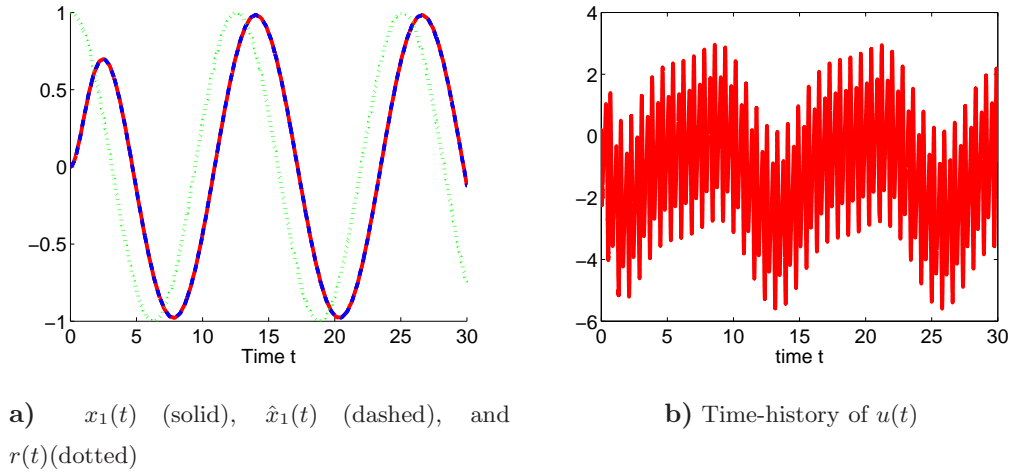 1
0.5
0
−0.5
−1
0 5 10 15 20 25 30
Time t
4
2
0
−2
−4
−6
0 5 10 15 20 25 30
time t
a) x₁(t) (solid), x̂₁(t) (dashed), and
r(t)(dotted)
b) Time-history of u(t)